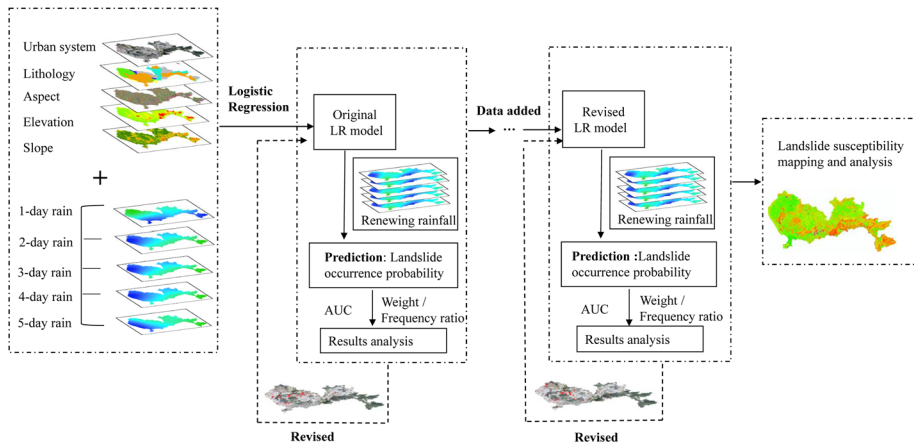 Urban system
Lithology
Aspect
Elevation
Slope
+
1-day rain
2-day rain
3-day rain
4-day rain
5-day rain
Logistic
Regression
Original
LR model
Renewing rainfall
Prediction: Landslide
occurrence probability
AUC
Weight /
Frequency ratio
Results analysis
Revised
Data added
...
Revised
LR model
Renewing rainfall
Prediction :Landslide
occurrence probability
AUC
Weight /
Frequency ratio
Results analysis
Revised
Landslide susceptibility
mapping and analysis